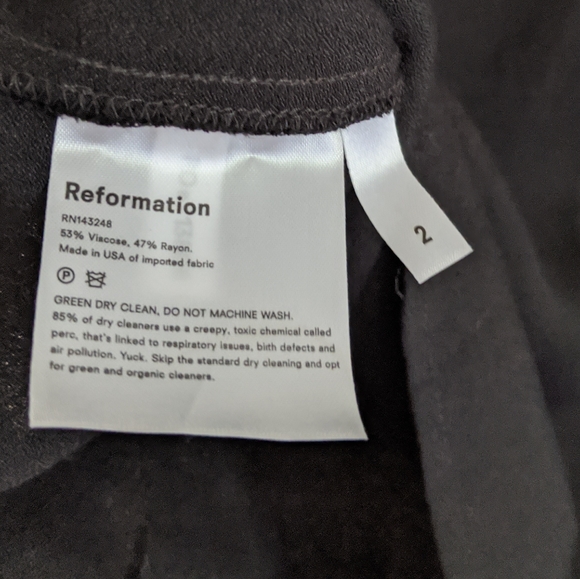 Reformation
RN143248
53% Viscose, 47% Rayon.
Made in USA of imported fabric
P
GREEN DRY CLEAN, DO NOT MACHINE WASH.
85% of dry cleaners use a creepy, toxic chemical called
perc, that's linked to respiratory issues, birth defects and
air pollution. Yuck. Skip the standard dry cleaning and opt
for green and organic cleaners.
2